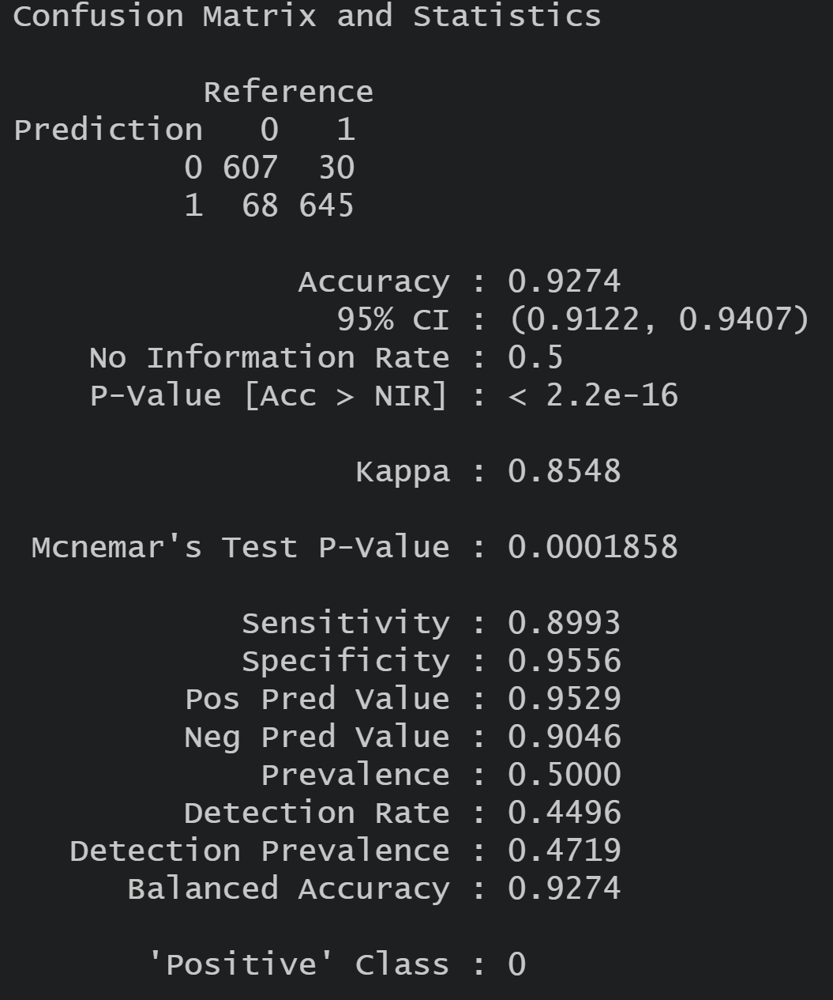 Confusion Matrix and Statistics
Reference
Prediction 0 1
0 607 30
1 68 645
Accuracy : 0.9274
95% CI : (0.9122, 0.9407)
No Information Rate : 0.5
P-Value [Acc > NIR] : < 2.2e-16
Kappa : 0.8548
Mcnemar's Test P-Value : 0.0001858
Sensitivity : 0.8993
Specificity : 0.9556
Pos Pred Value : 0.9529
Neg Pred Value : 0.9046
Prevalence : 0.5000
Detection Rate : 0.4496
Detection Prevalence : 0.4719
Balanced Accuracy : 0.9274
'Positive' Class : 0